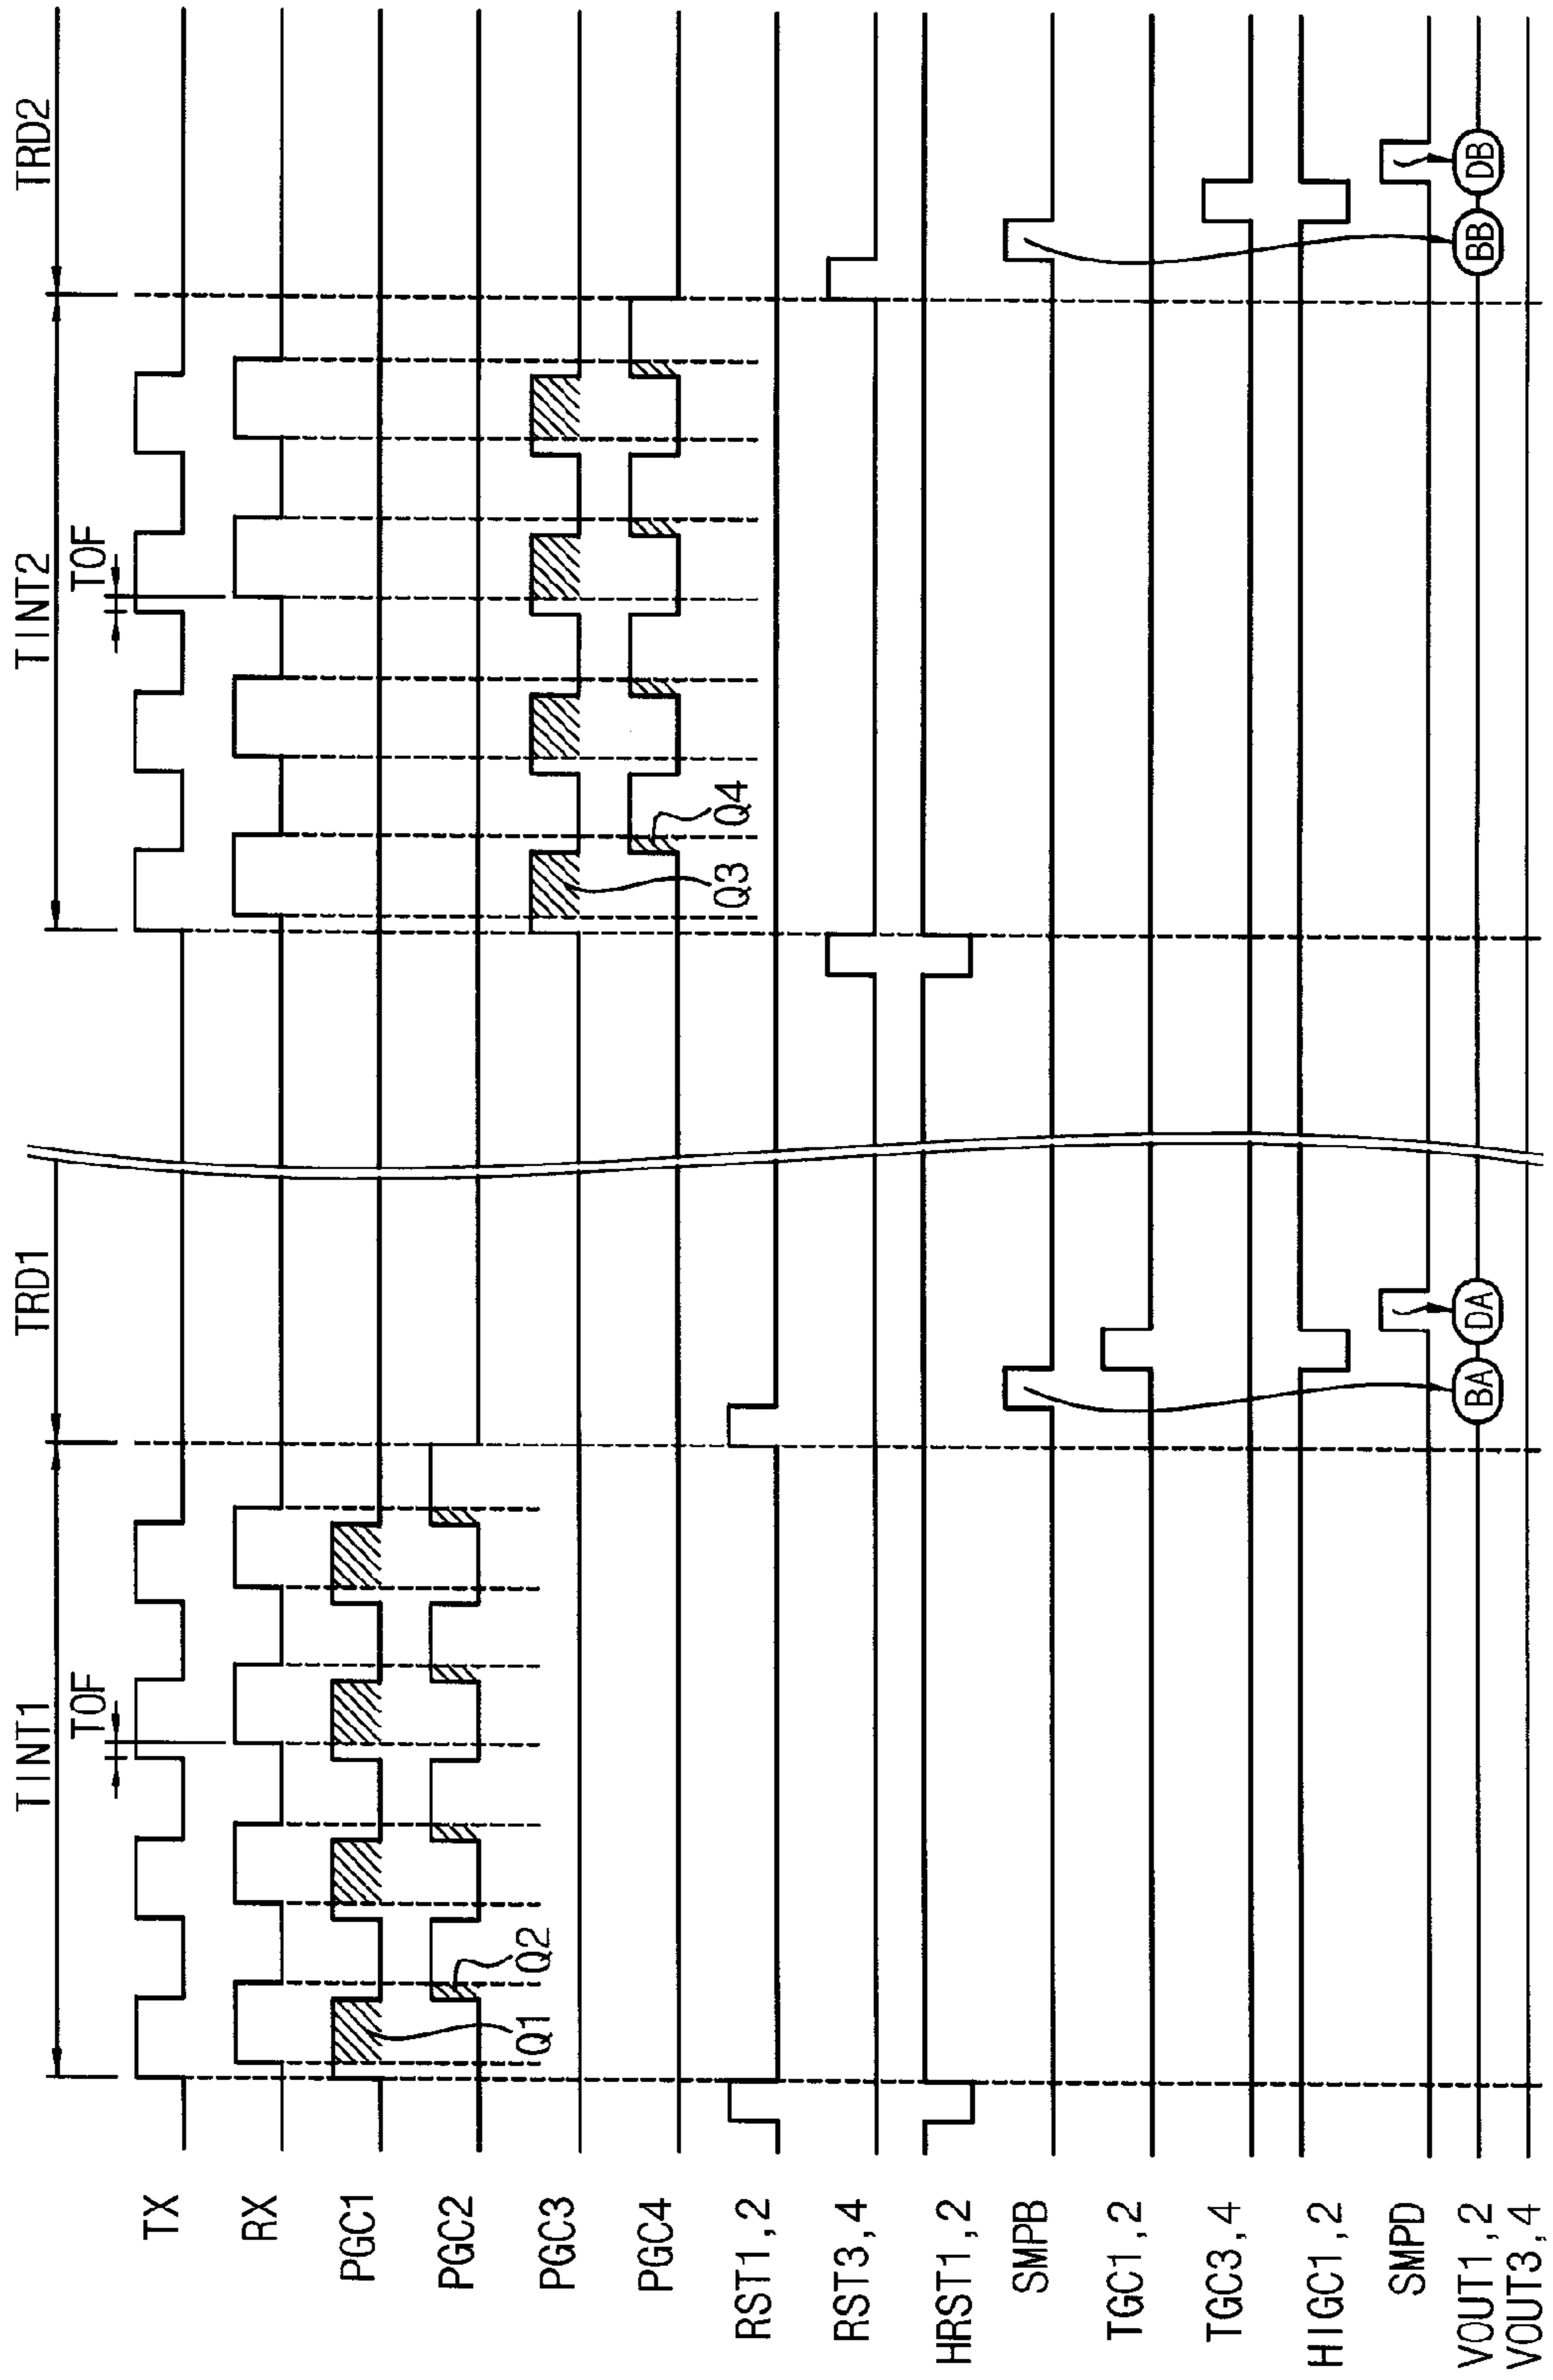 TINT1
TRD1
TINT2
TRD2
TOF
TOF
TX
RX
PGC1
PGC2
Q1
Q2
PGC3
PGC4
Q3
Q4
RST1,2
RST3,4
HRST1,2
SMPB
TGC1,2
TGC3,4
HIGC1,2
SMPD
VOUT1,2
BA
DA
BB
DB
VOUT3,4